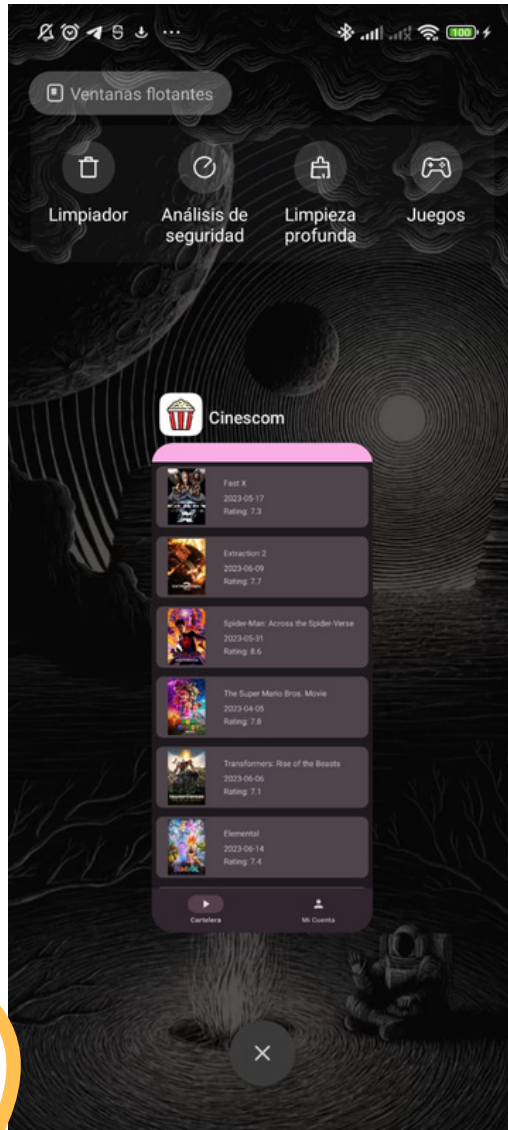 100
Ventanas flotantes
Limpiador
Análisis de
seguridad
Limpieza
profunda
Juegos
Cinescom
Fast X
2023-05-17
Rating: 7.3
Extraction 2
2023-06-09
Rating: 7.7
Spider-Man: Across the Spider-Verse
2023-05-31
Rating: 8.6
The Super Mario Bros. Movie
2023-04-05
Rating: 7.8
Transformers: Rise of the Beasts
2023-06-06
Rating: 7.1
Elemental
2023-06-14
Rating: 7.4
Cartelera
Mi Cuenta